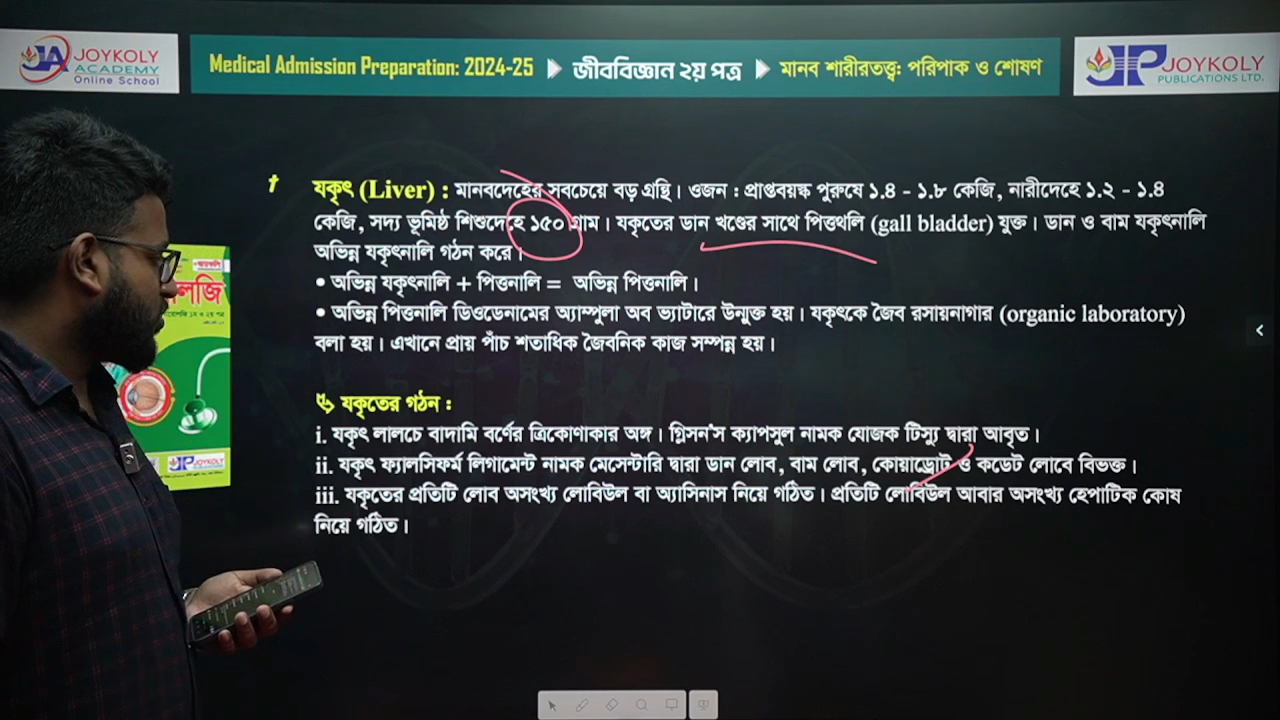 JA JOYKOLY
ACADEMY
Online School
Medical Admission Preparation: 2024-25 জীববিজ্ঞান ২য় পত্র মানব শারীরতত্ত্ব: পরিপাক ও শোষণ
JP JOYKOLY
PUBLICATIONS LTD.
যকৃৎ (Liver) : মানবদেহের সবচেয়ে বড় গ্রন্থি। ওজন : প্রাপ্তবয়স্ক পুরুষে ১.৪ - ১.৮ কেজি, নারীদেহে ১.২ - ১.৪
কেজি, সদ্য ভূমিষ্ঠ শিশুদেহে ১৫০ গ্রাম। যকৃতের ডান খণ্ডের সাথে পিত্তথলি (gall bladder) যুক্ত। ডান ও বাম যকৃৎনালি
অভিন্ন যকৃৎনালি গঠন করে।
• অভিন্ন যকৃৎনালি + পিত্তনালি = অভিন্ন পিত্তনালি।
• অভিন্ন পিত্তনালি ডিওডেনামের অ্যাম্পুলা অব ভ্যাটারে উন্মুক্ত হয়। যকৃৎকে জৈব রসায়নাগার (organic laboratory)
বলা হয়। এখানে প্রায় পাঁচ শতাধিক জৈবনিক কাজ সম্পন্ন হয়।
যকৃতের গঠন :
i. যকৃৎ লালচে বাদামি বর্ণের ত্রিকোণাকার অঙ্গ। গ্লিসন'স ক্যাপসুল নামক যোজক টিস্যু দ্বারা আবৃত।
ii. যকৃৎ ফ্যালসিফর্ম লিগামেন্ট নামক মেসেন্টারি দ্বারা ডান লোব, বাম লোব, কোয়াড্রেট ও কডেট লোবে বিভক্ত।
iii. যকৃতের প্রতিটি লোব অসংখ্য লোবিউল বা অ্যাসিনাস নিয়ে গঠিত। প্রতিটি লোবিউল আবার অসংখ্য হেপাটিক কোষ
নিয়ে গঠিত।
JOYKOLY